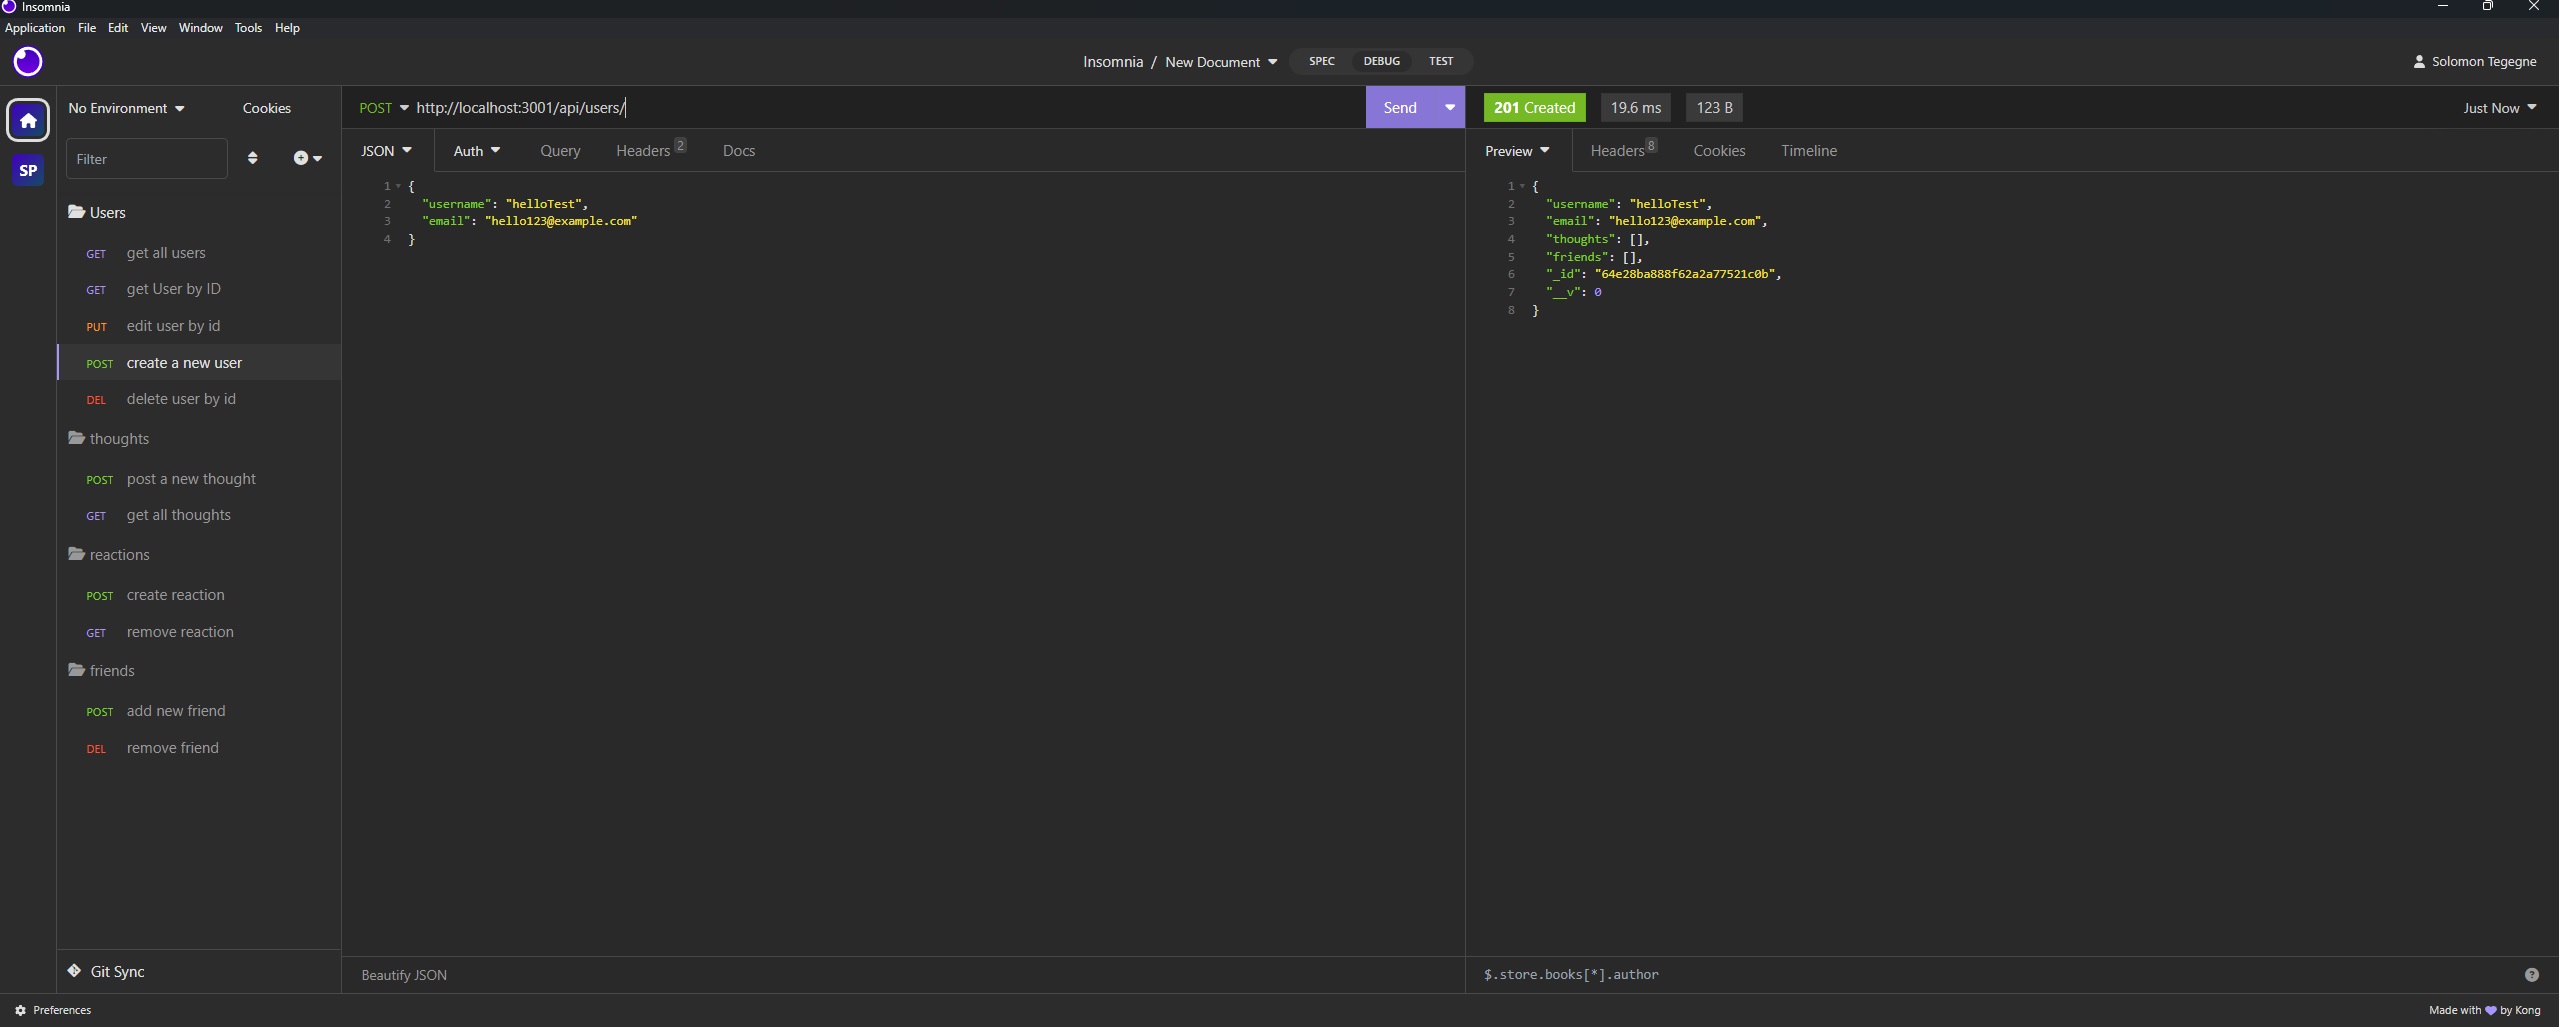 Insomnia
Application File Edit View Window Tools Help
Insomnia / New Document SPEC DEBUG TEST
Solomon Tegegne
No Environment Cookies
Filter
SP
Users
GET get all users
GET get User by ID
PUT edit user by id
POST create a new user
DEL delete user by id
thoughts
POST post a new thought
GET get all thoughts
reactions
POST create reaction
GET remove reaction
friends
POST add new friend
DEL remove friend
Git Sync
POST http://localhost:3001/api/users/ Send
JSON Auth Query Headers 2 Docs
1 {
2 "username": "helloTest",
3 "email": "hello123@example.com"
4 }
Beautify JSON
201 Created 19.6 ms 123 B Just Now
Preview Headers 8 Cookies Timeline
1 {
2 "username": "helloTest",
3 "email": "hello123@example.com",
4 "thoughts": [],
5 "friends": [],
6 "_id": "64e28ba888f62a2a77521c0b",
7 "__v": 0
8 }
$.store.books[*].author
Preferences
Made with 💜 by Kong